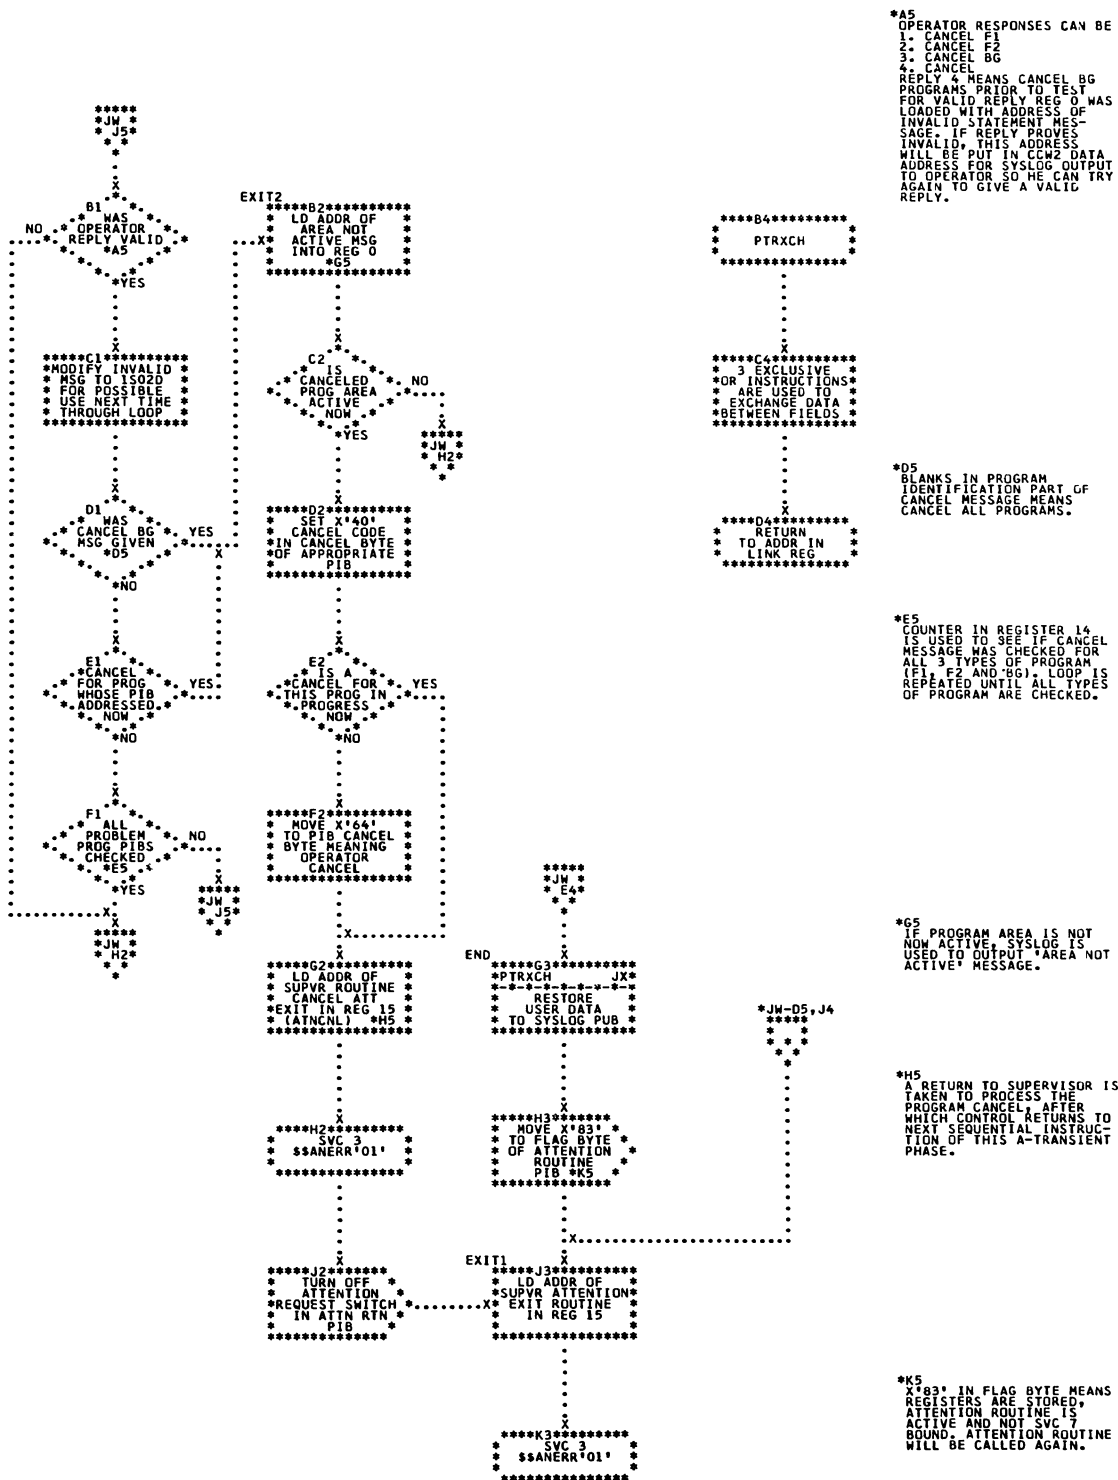 *A5
OPERATOR RESPONSES CAN BE
1. CANCEL F1
2. CANCEL F2
3. CANCEL BG
4. CANCEL
REPLY 4 MEANS CANCEL BG
PROGRAMS PRIOR TO TEST
FOR VALID REPLY REG 0 WAS
LOADED WITH ADDRESS OF
INVALID STATEMENT MES-
SAGE. IF REPLY PROVES
INVALID, THIS ADDRESS
WILL BE PUT IN CCW2 DATA
ADDRESS FOR SYSLOG OUTPUT
TO OPERATOR SO HE CAN TRY
AGAIN TO GIVE A VALID
REPLY.
JW
J5
B1
WAS
OPERATOR
REPLY VALID
*A5
NO
YES
C1
MODIFY INVALID
MSG TO 1S02D
FOR POSSIBLE
USE NEXT TIME
THROUGH LOOP
D1
WAS
CANCEL BG
MSG GIVEN
*D5
YES
NO
E1
CANCEL
FOR PROG
WHOSE PIB
ADDRESSED
NOW
YES
NO
F1
ALL
PROBLEM
PROG PIBS
CHECKED
*E5
NO
YES
JW
J5
JW
H2
EXIT2
B2
LD ADDR OF
AREA NOT
ACTIVE MSG
INTO REG 0
*G5
C2
IS
CANCELED
PROG AREA
ACTIVE
NOW
NO
YES
JW
H2
D2
SET X'40'
CANCEL CODE
IN CANCEL BYTE
OF APPROPRIATE
PIB
E2
IS A
CANCEL FOR
THIS PROG IN
PROGRESS
NOW
YES
NO
F2
MOVE X'64'
TO PIB CANCEL
BYTE MEANING
OPERATOR
CANCEL
G2
LD ADDR OF
SUPVR ROUTINE
CANCEL ATT
EXIT IN REG 15
(ATNCNL) *H5
H2
SVC 3
$$ANERR'01'
J2
TURN OFF
ATTENTION
REQUEST SWITCH
IN ATTN RTN
PIB
JW
E4
END
G3
PTRXCH JX
RESTORE
USER DATA
TO SYSLOG PUB
H3
MOVE X'83'
TO FLAG BYTE
OF ATTENTION
ROUTINE
PIB *K5
EXIT1
J3
LD ADDR OF
SUPVR ATTENTION
EXIT ROUTINE
IN REG 15
K3
SVC 3
$$ANERR'01'
B4
PTRXCH
C4
3 EXCLUSIVE
OR INSTRUCTIONS
ARE USED TO
EXCHANGE DATA
BETWEEN FIELDS
D4
RETURN
TO ADDR IN
LINK REG
*JW-D5,J4
*D5
BLANKS IN PROGRAM
IDENTIFICATION PART OF
CANCEL MESSAGE MEANS
CANCEL ALL PROGRAMS.
*E5
COUNTER IN REGISTER 14
IS USED TO SEE IF CANCEL
MESSAGE WAS CHECKED FOR
ALL 3 TYPES OF PROGRAM
(F1, F2 AND BG). LOOP IS
REPEATED UNTIL ALL TYPES
OF PROGRAM ARE CHECKED.
*G5
IF PROGRAM AREA IS NOT
NOW ACTIVE, SYSLOG IS
USED TO OUTPUT 'AREA NOT
ACTIVE' MESSAGE.
*H5
A RETURN TO SUPERVISOR IS
TAKEN TO PROCESS THE
PROGRAM CANCEL, AFTER
WHICH CONTROL RETURNS TO
NEXT SEQUENTIAL INSTRUC-
TION OF THIS A-TRANSIENT
PHASE.
*K5
X'83' IN FLAG BYTE MEANS
REGISTERS ARE STORED,
ATTENTION ROUTINE IS
ACTIVE AND NOT SVC 7
BOUND. ATTENTION ROUTINE
WILL BE CALLED AGAIN.